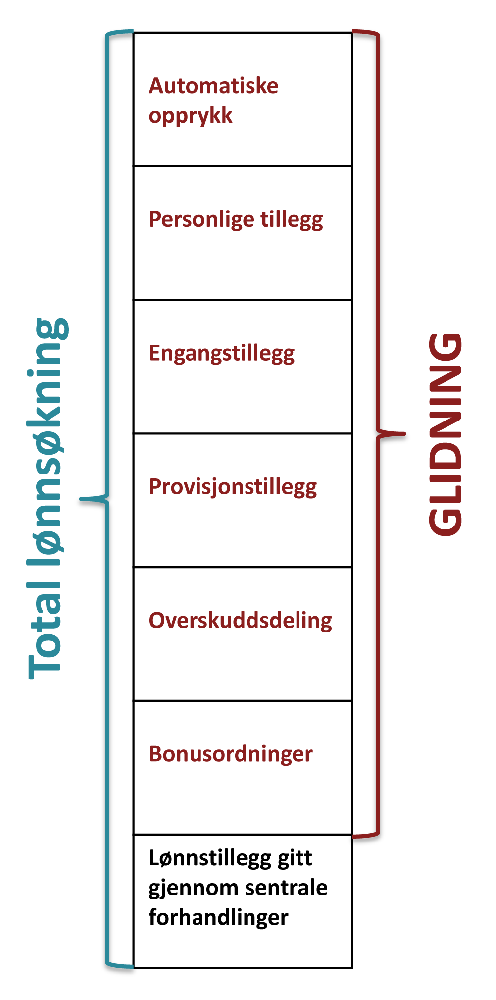 Total lønnsøkning
Automatiske
opprykk
Personlige tillegg
Engangstillegg
Provisjonstillegg
Overskuddsdeling
Bonusordninger
Lønnstillegg gitt
gjennom sentrale
forhandlinger
GLIDNING